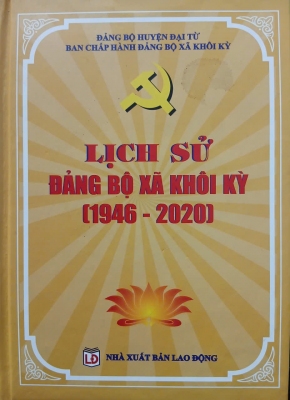 ĐẢNG BỘ HUYỆN ĐẠI TỪ
BAN CHẤP HÀNH ĐẢNG BỘ XÃ KHÔI KỲ
LỊCH SỬ
ĐẢNG BỘ XÃ KHÔI KỲ
(1946 - 2020)
LĐ
NHÀ XUẤT BẢN LAO ĐỘNG